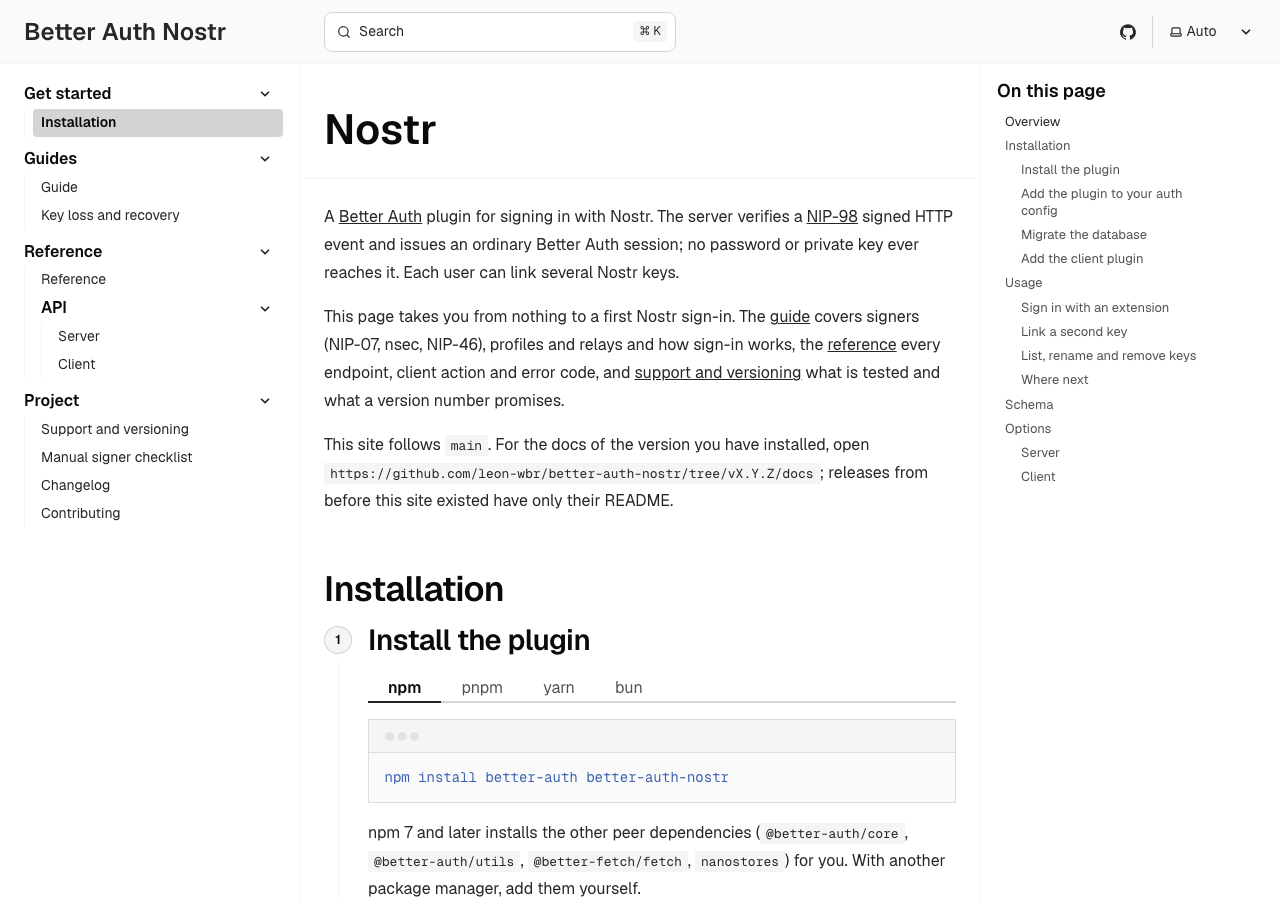 Better Auth Nostr
Search
⌘ K
Auto
Get started
Installation
Guides
Guide
Key loss and recovery
Reference
Reference
API
Server
Client
Project
Support and versioning
Manual signer checklist
Changelog
Contributing
Nostr
A Better Auth plugin for signing in with Nostr. The server verifies a NIP-98 signed HTTP
event and issues an ordinary Better Auth session; no password or private key ever
reaches it. Each user can link several Nostr keys.
This page takes you from nothing to a first Nostr sign-in. The guide covers signers
(NIP-07, nsec, NIP-46), profiles and relays and how sign-in works, the reference every
endpoint, client action and error code, and support and versioning what is tested and
what a version number promises.
This site follows main. For the docs of the version you have installed, open
https://github.com/leon-wbr/better-auth-nostr/tree/vX.Y.Z/docs; releases from
before this site existed have only their README.
Installation
1 Install the plugin
npm pnpm yarn bun
npm install better-auth better-auth-nostr
npm 7 and later installs the other peer dependencies (@better-auth/core,
@better-auth/utils, @better-fetch/fetch, nanostores) for you. With another
package manager, add them yourself.
On this page
Overview
Installation
Install the plugin
Add the plugin to your auth
config
Migrate the database
Add the client plugin
Usage
Sign in with an extension
Link a second key
List, rename and remove keys
Where next
Schema
Options
Server
Client